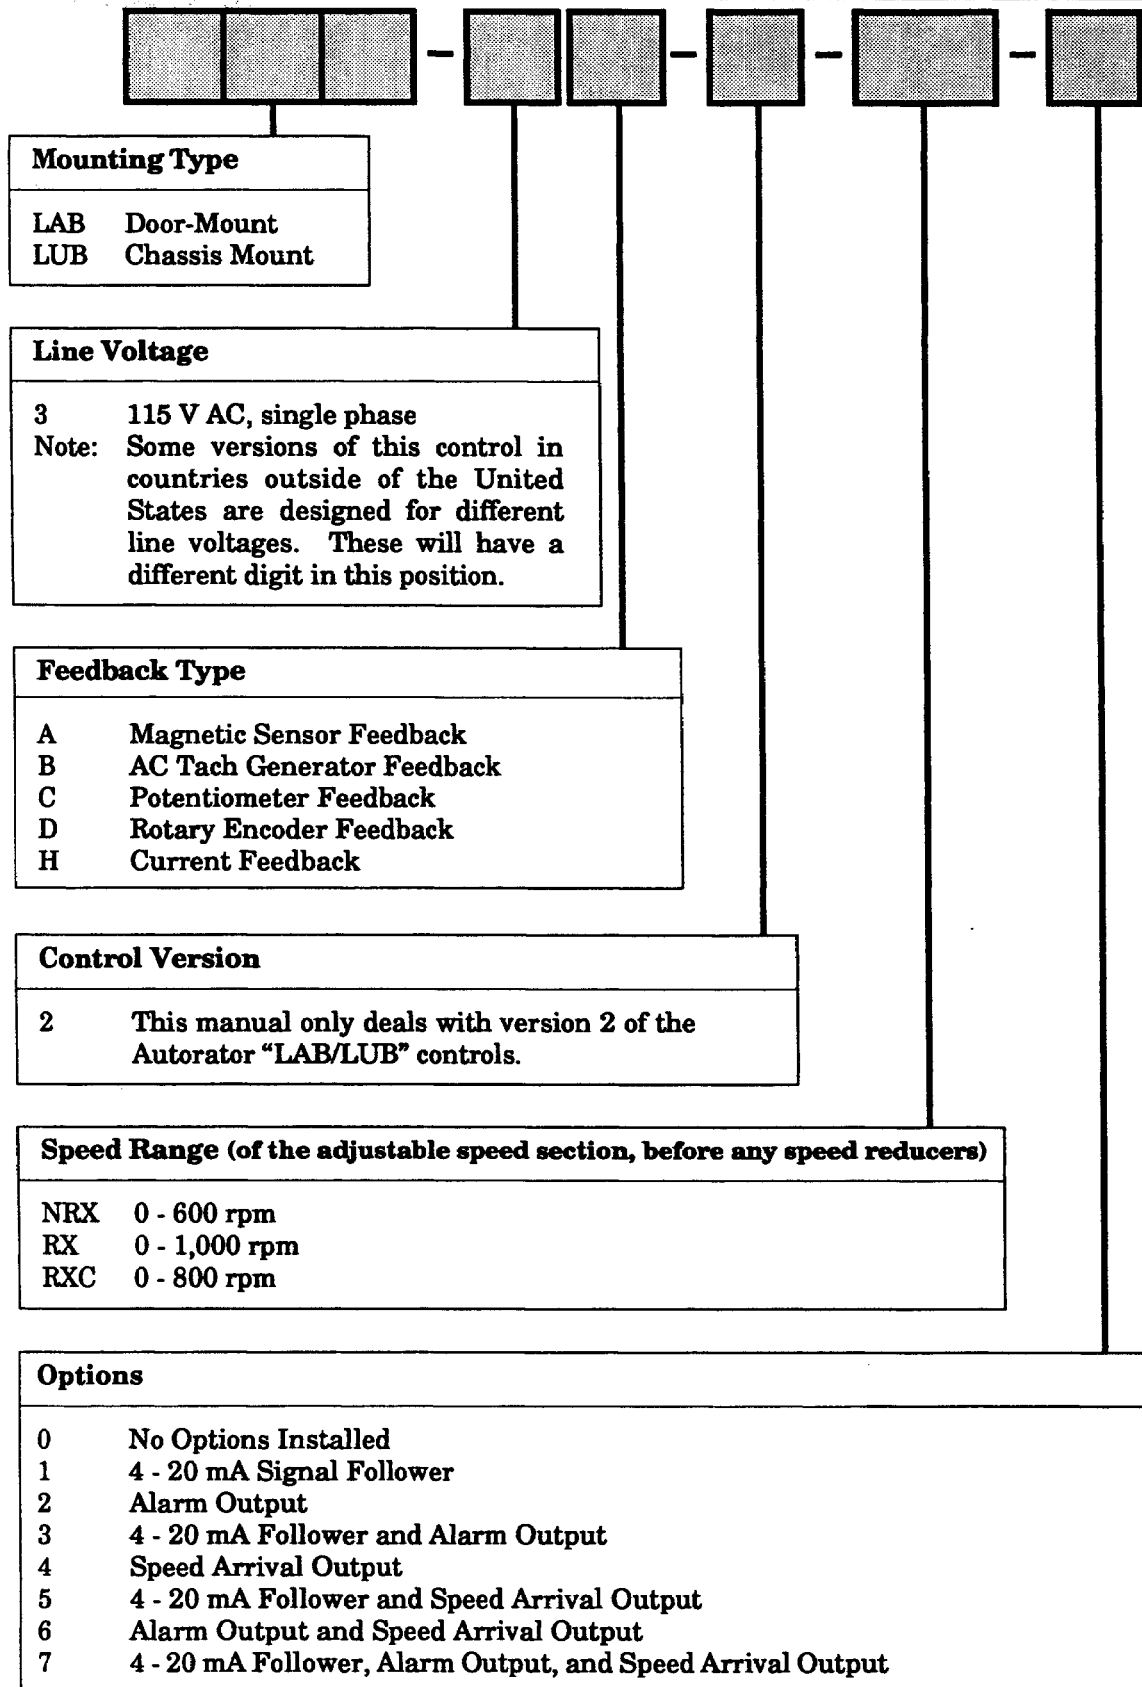 Mounting Type
LAB Door-Mount
LUB Chassis Mount
Line Voltage
3 115 V AC, single phase
Note: Some versions of this control in
countries outside of the United
States are designed for different
line voltages. These will have a
different digit in this position.
Feedback Type
A Magnetic Sensor Feedback
B AC Tach Generator Feedback
C Potentiometer Feedback
D Rotary Encoder Feedback
H Current Feedback
Control Version
2 This manual only deals with version 2 of the
Autorator “LAB/LUB” controls.
Speed Range (of the adjustable speed section, before any speed reducers)
NRX 0 - 600 rpm
RX 0 - 1,000 rpm
RXC 0 - 800 rpm
Options
0 No Options Installed
1 4 - 20 mA Signal Follower
2 Alarm Output
3 4 - 20 mA Follower and Alarm Output
4 Speed Arrival Output
5 4 - 20 mA Follower and Speed Arrival Output
6 Alarm Output and Speed Arrival Output
7 4 - 20 mA Follower, Alarm Output, and Speed Arrival Output